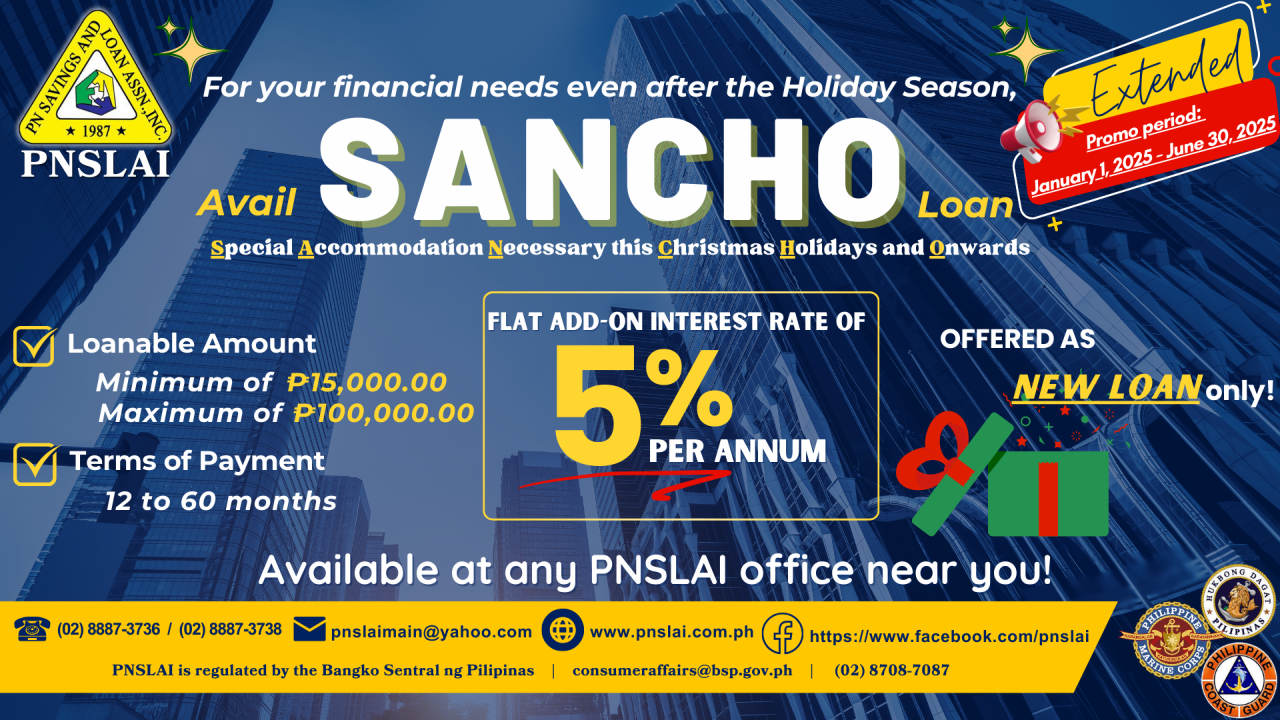 PN SAVINGS AND LOAN ASSN., INC.
★ 1987 ★
PNSLAI
For your financial needs even after the Holiday Season,
Extended
Promo period:
January 1, 2025 - June 30, 2025
Avail SANCHO Loan
Special Accommodation Necessary this Christmas Holidays and Onwards
Loanable Amount
Minimum of ₱15,000.00
Maximum of ₱100,000.00
Terms of Payment
12 to 60 months
FLAT ADD-ON INTEREST RATE OF
5%
PER ANNUM
OFFERED AS
NEW LOAN only!
Available at any PNSLAI office near you!
(02) 8887-3736 / (02) 8887-3738 pnslaimain@yahoo.com www.pnslai.com.ph https://www.facebook.com/pnslai
PNSLAI is regulated by the Bangko Sentral ng Pilipinas | consumeraffairs@bsp.gov.ph | (02) 8708-7087
HUKBONG DAGAT
PILIPINAS
PHILIPPINE
MARINE CORPS
PHILIPPINE
COAST GUARD